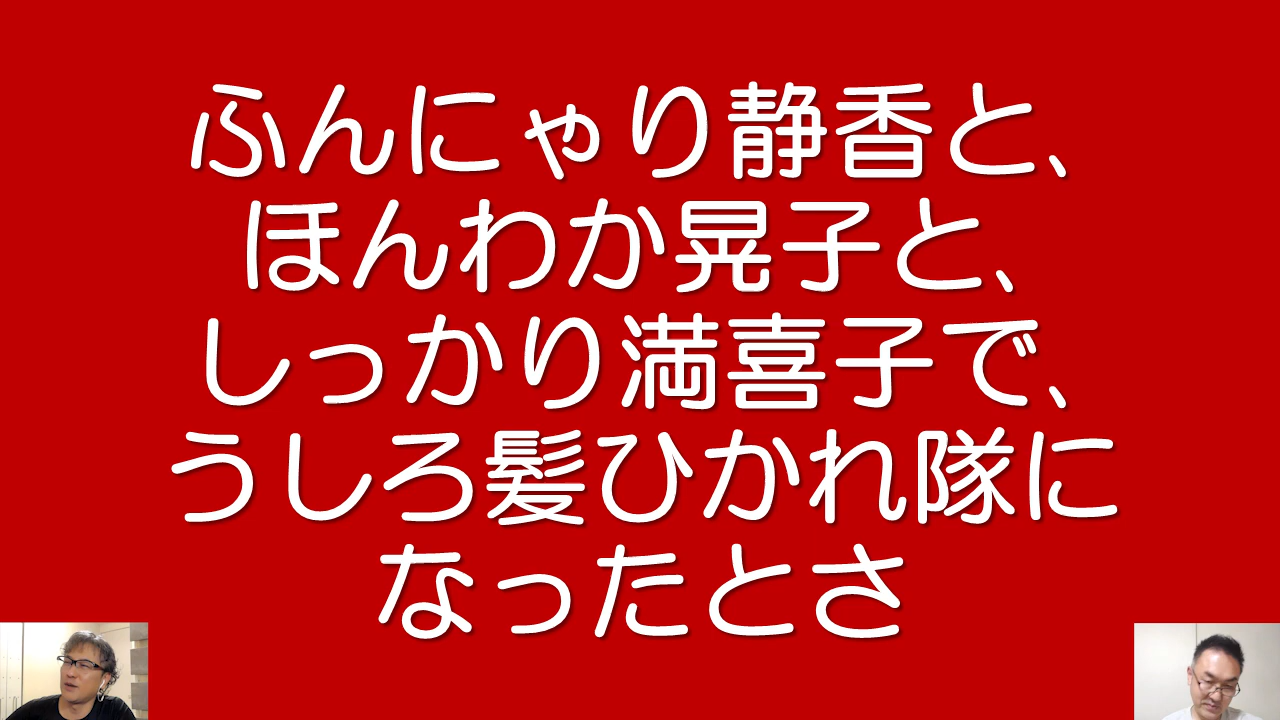 ふんにゃり静香と、
ほんわか晃子と、
しっかり満喜子で、
うしろ髪ひかれ隊に
なったとさ